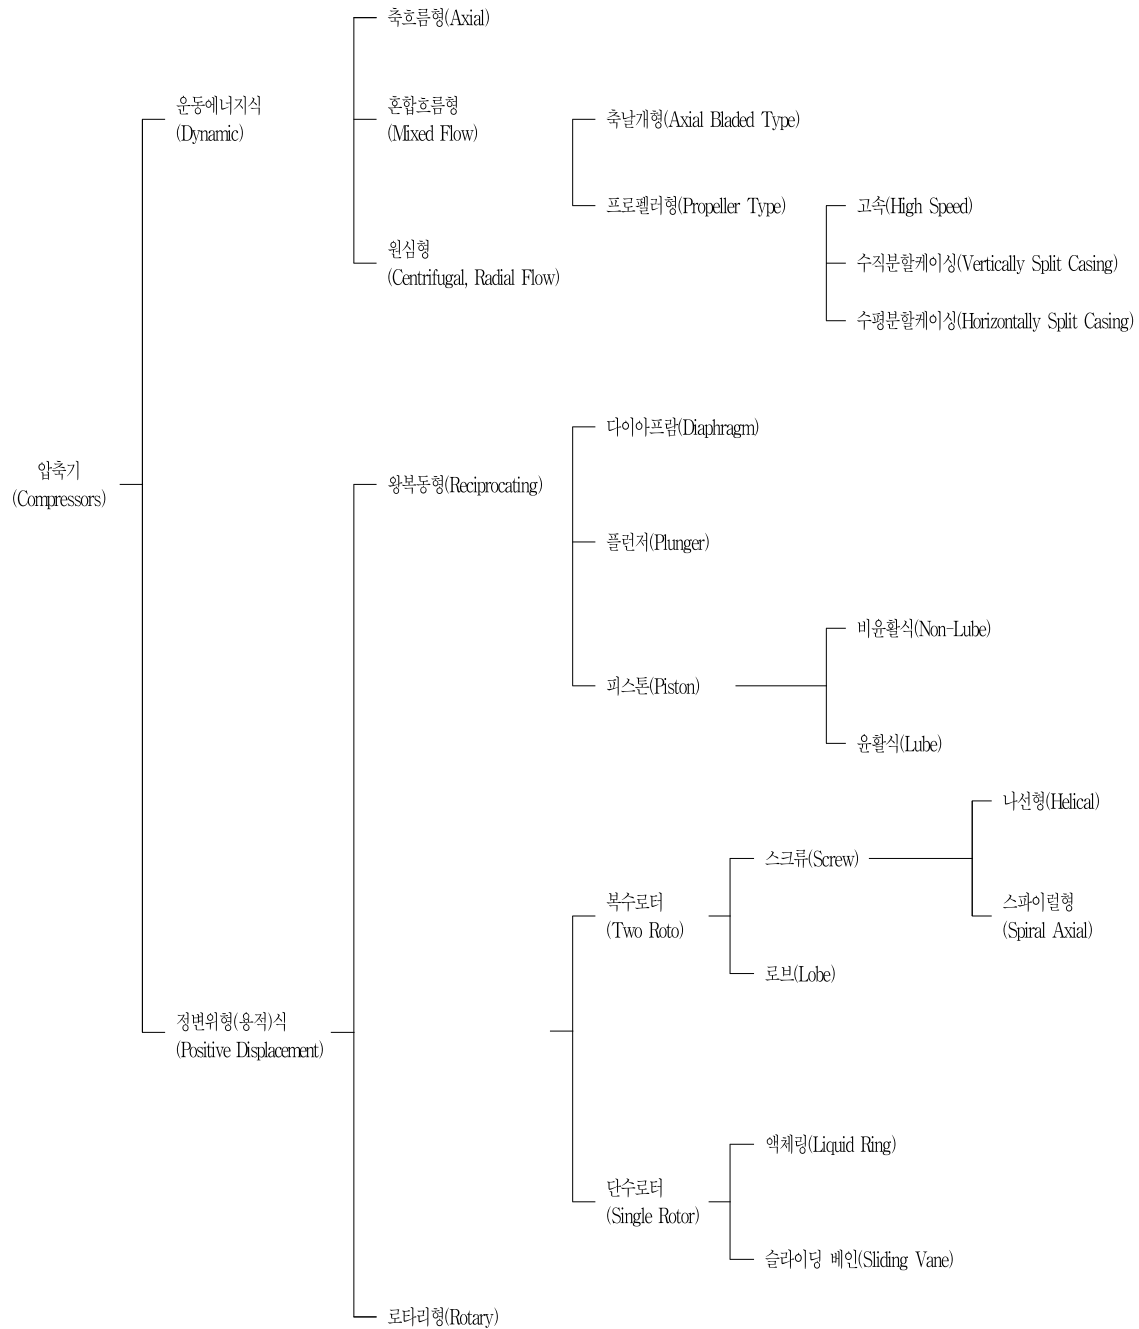 축흐름형(Axial)
운동에너지식
(Dynamic)
혼합흐름형
(Mixed Flow)
축날개형(Axial Bladed Type)
프로펠러형(Propeller Type)
고속(High Speed)
원심형
(Centrifugal, Radial Flow)
수직분할케이싱(Vertically Split Casing)
수평분할케이싱(Horizontally Split Casing)
다이아프람(Diaphragm)
압축기
(Compressors)
왕복동형(Reciprocating)
플런저(Plunger)
비윤활식(Non-Lube)
피스톤(Piston)
윤활식(Lube)
나선형(Helical)
스크류(Screw)
복수로터
(Two Roto)
스파이럴형
(Spiral Axial)
로브(Lobe)
정변위형(용적)식
(Positive Displacement)
액체링(Liquid Ring)
단수로터
(Single Rotor)
슬라이딩 베인(Sliding Vane)
로타리형(Rotary)